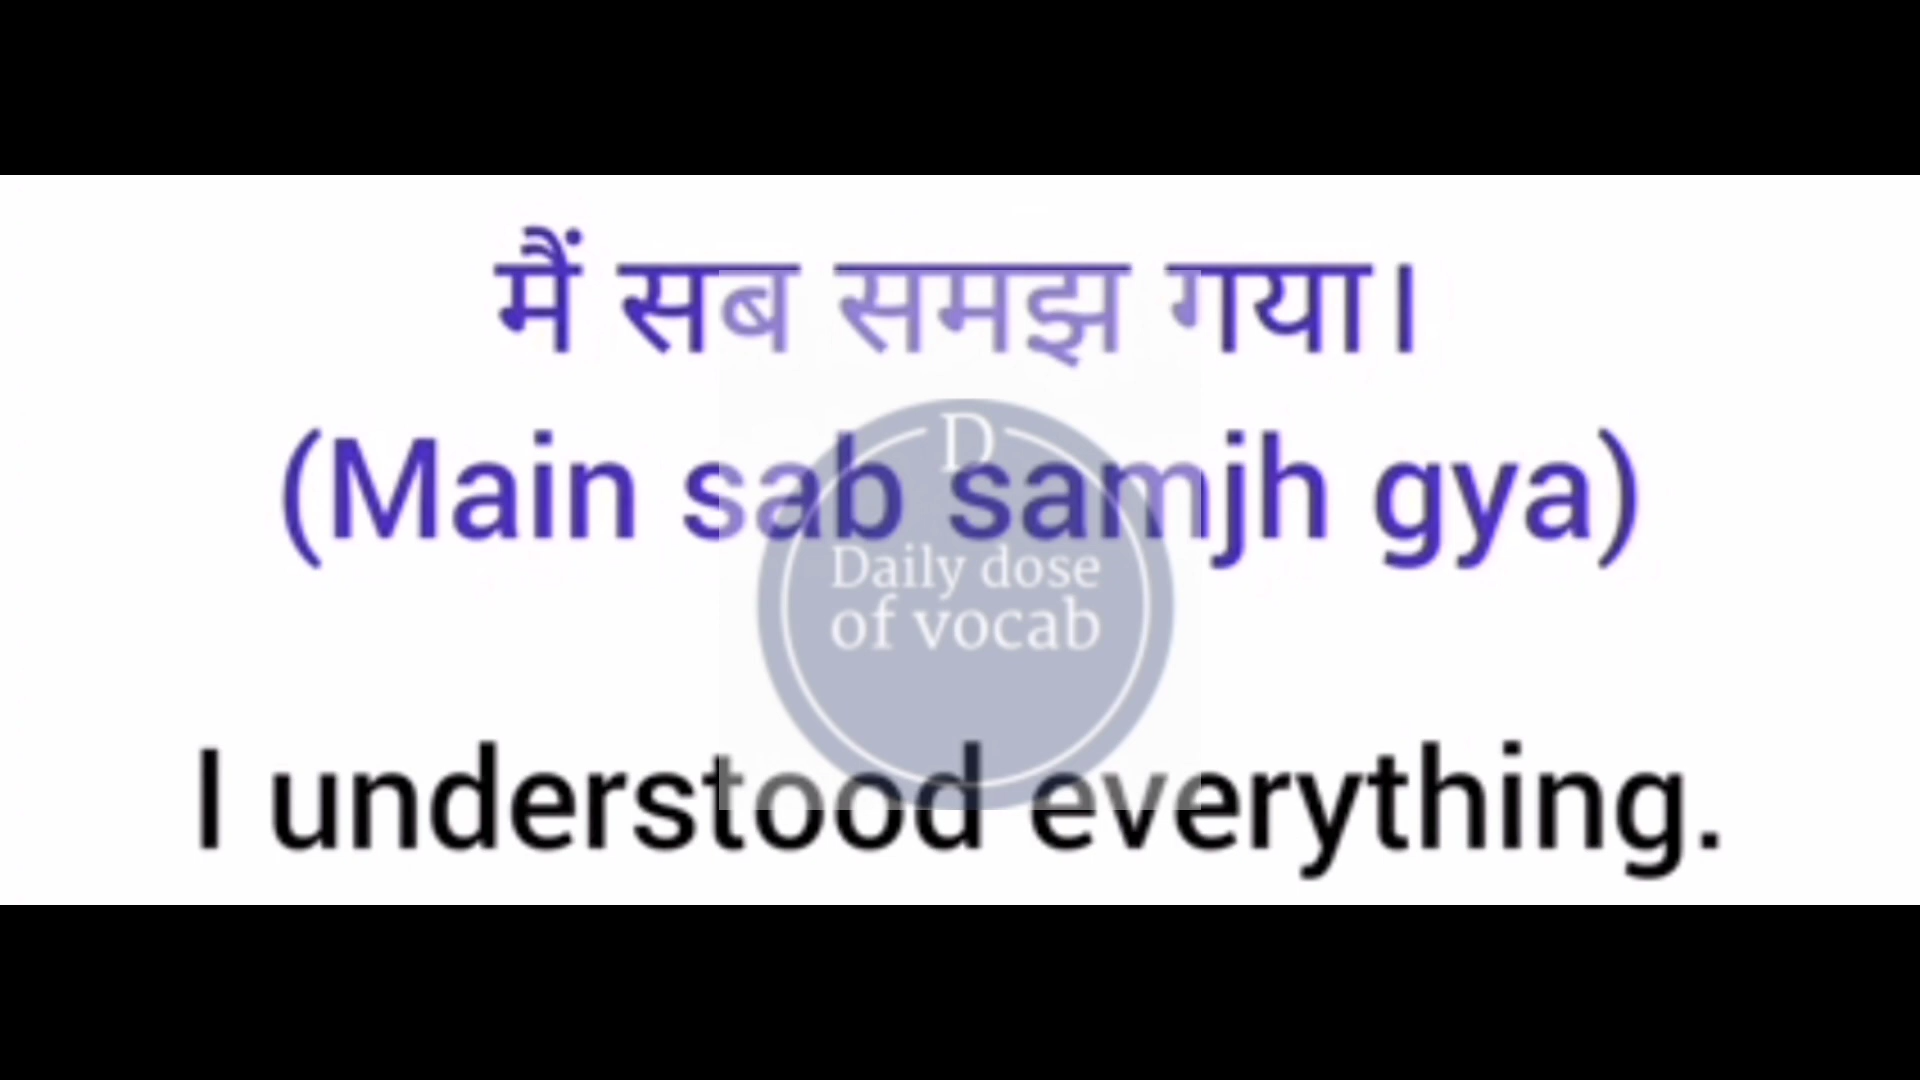 मैं सब समझ गया।
(Main sab samjh gya)
D
Daily dose
of vocab
I understood everything.